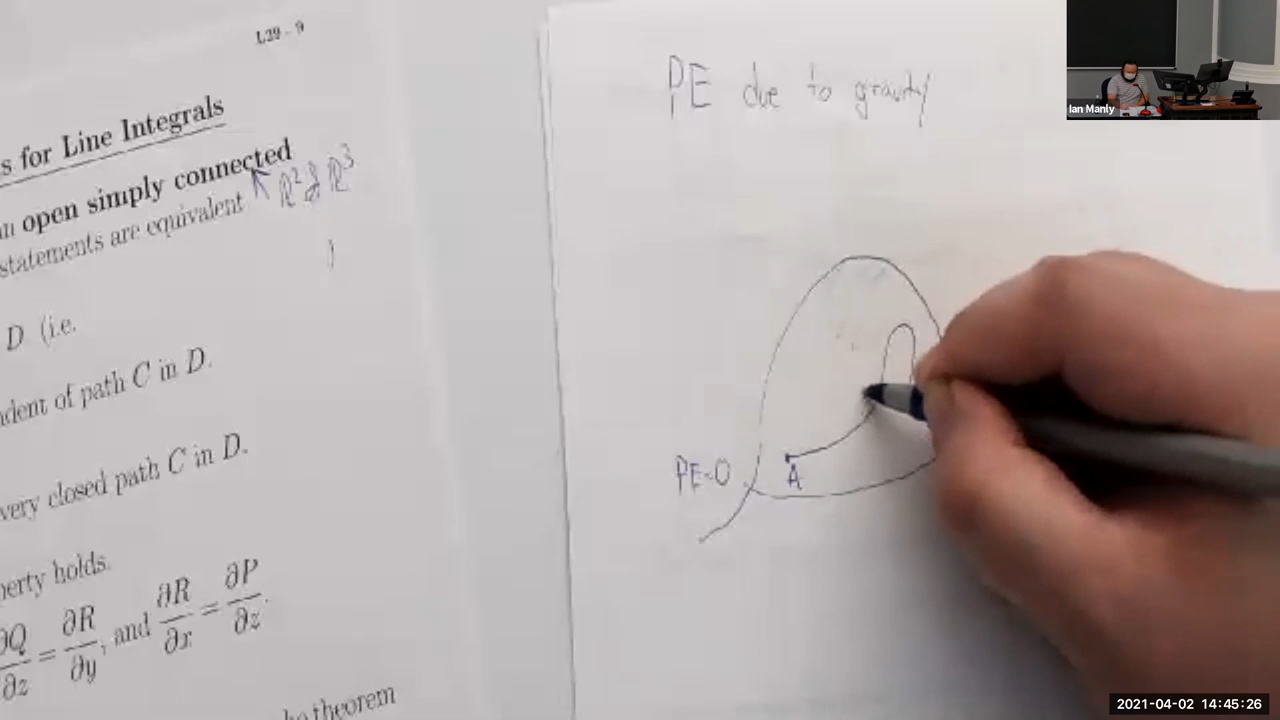 L29 - 9
s for Line Integrals
an open simply connected
ℝ² & ℝ³
statements are equivalent
D (i.e.
ndent of path C in D.
very closed path C in D.
perty holds.
∂Q/∂z = ∂R/∂y, and ∂R/∂x = ∂P/∂z.
theorem
PE due to gravity
PE=0
A
Ian Manly
2021-04-02 14:45:26